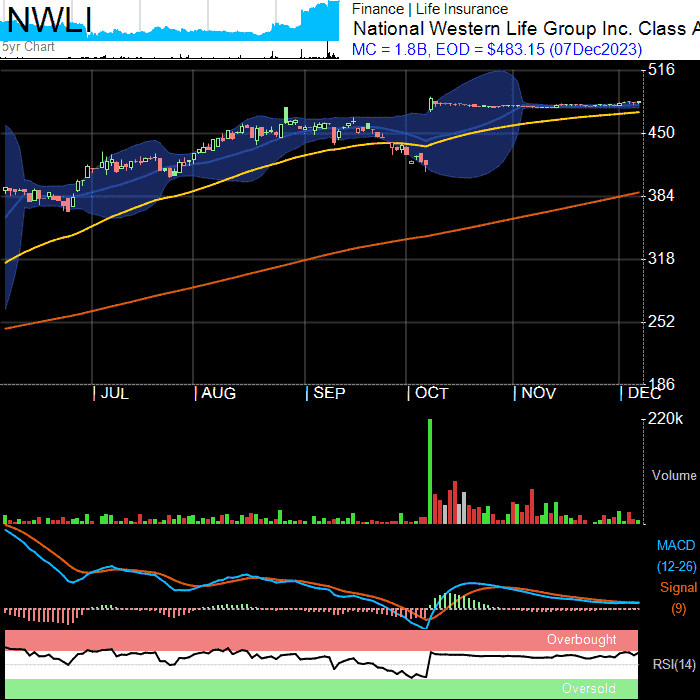 NWLI
5yr Chart
Finance | Life Insurance
National Western Life Group Inc. Class A
MC = 1.8B, EOD = $483.15 (07Dec2023)
516
450
384
318
252
186
JUL
AUG
SEP
OCT
NOV
DEC
220k
Volume
MACD
(12-26)
Signal
(9)
Overbought
RSI(14)
Oversold